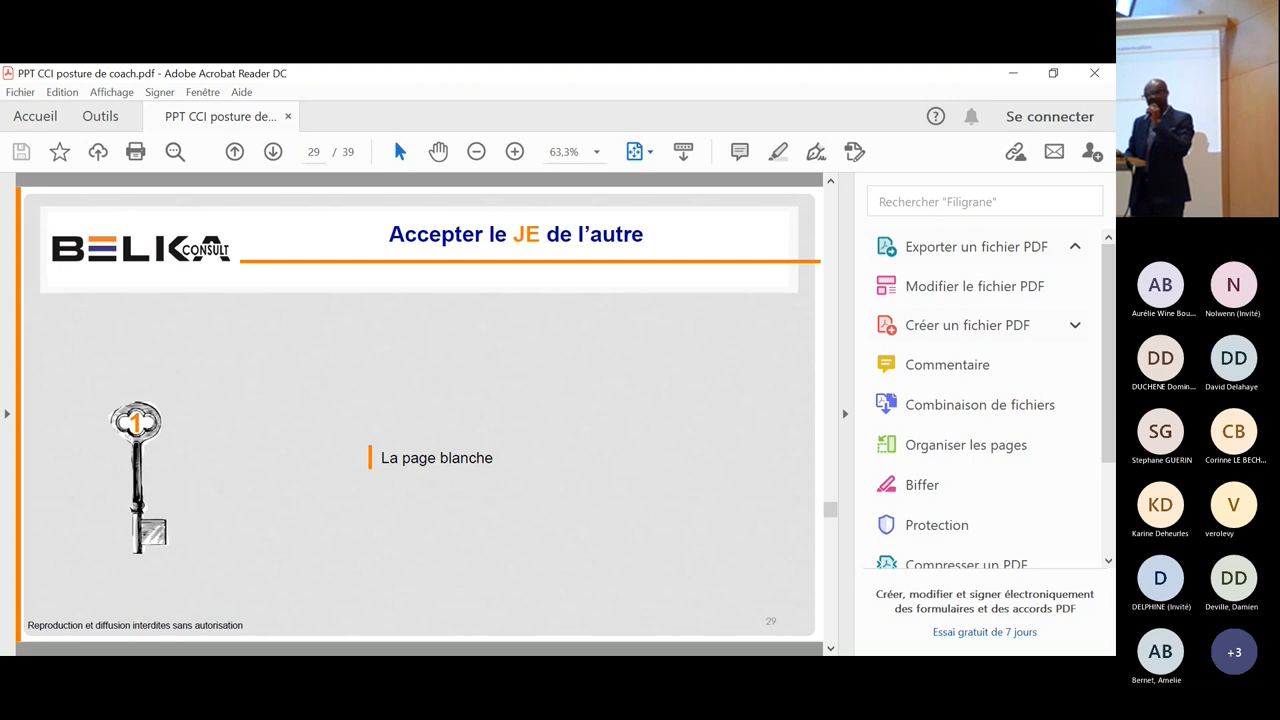 PPT CCI posture de coach.pdf - Adobe Acrobat Reader DC
Fichier Edition Affichage Signer Fenêtre Aide
Accueil Outils PPT CCI posture de... ×
Se connecter
29 / 39 63,3%
BELIKA CONSULT
Accepter le JE de l'autre
1
La page blanche
Reproduction et diffusion interdites sans autorisation
29
Rechercher "Filigrane"
Exporter un fichier PDF
Modifier le fichier PDF
Créer un fichier PDF
Commentaire
Combinaison de fichiers
Organiser les pages
Biffer
Protection
Compresser un PDF
Créer, modifier et signer électroniquement
des formulaires et des accords PDF
Essai gratuit de 7 jours
AB N
Aurélie Wine Bou... Nolwenn (Invité)
DD DD
DUCHENE Domin... David Delahaye
SG CB
Stephane GUERIN Corinne LE BECH...
KD V
Karine Deheurles verolevy
D DD
DELPHINE (Invité) Deville, Damien
AB +3
Bernet, Amelie